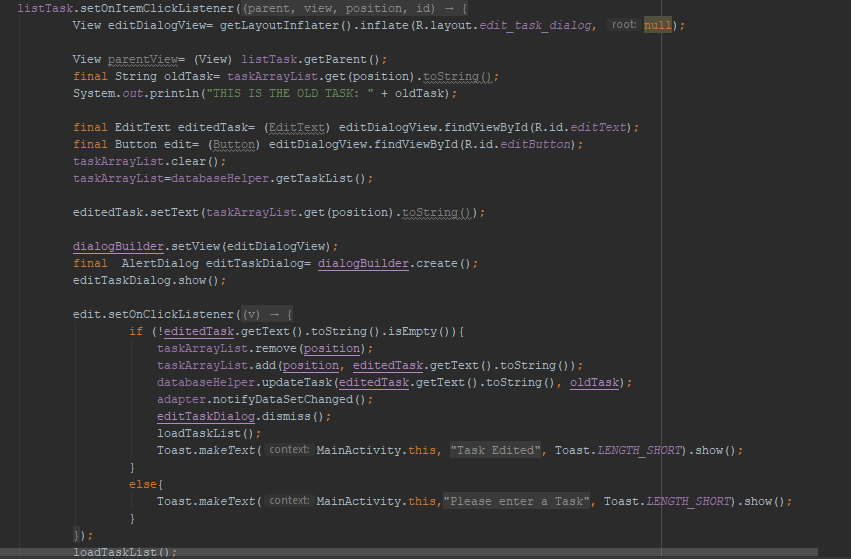 listTask.setOnItemClickListener((parent, view, position, id) → {
View editDialogView= getLayoutInflater().inflate(R.layout.edit_task_dialog, root: null);
View parentView= (View) listTask.getParent();
final String oldTask= taskArrayList.get(position).toString();
System.out.println("THIS IS THE OLD TASK: " + oldTask);
final EditText editedTask= (EditText) editDialogView.findViewById(R.id.editText);
final Button edit= (Button) editDialogView.findViewById(R.id.editButton);
taskArrayList.clear();
taskArrayList=databaseHelper.getTaskList();
editedTask.setText(taskArrayList.get(position).toString());
dialogBuilder.setView(editDialogView);
final  AlertDialog editTaskDialog= dialogBuilder.create();
editTaskDialog.show();
edit.setOnClickListener((v) → {
if (!editedTask.getText().toString().isEmpty()){
taskArrayList.remove(position);
taskArrayList.add(position, editedTask.getText().toString());
databaseHelper.updateTask(editedTask.getText().toString(), oldTask);
adapter.notifyDataSetChanged();
editTaskDialog.dismiss();
loadTaskList();
Toast.makeText( context: MainActivity.this, "Task Edited", Toast.LENGTH_SHORT).show();
}
else{
Toast.makeText( context: MainActivity.this,"Please enter a Task", Toast.LENGTH_SHORT).show();
}
});
loadTaskList();